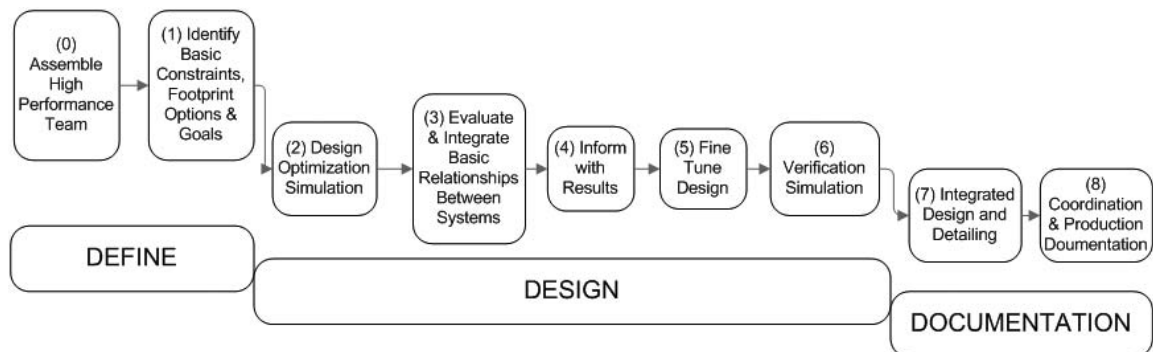 (0)
Assemble
High
Performance
Team
(1) Identify
Basic
Constraints,
Footprint
Options &
Goals
(2) Design
Optimization
Simulation
(3) Evaluate
& Integrate
Basic
Relationships
Between
Systems
(4) Inform
with
Results
(5) Fine
Tune
Design
(6)
Verification
Simulation
(7) Integrated
Design and
Detailing
(8)
Coordination
& Production
Doumentation
DEFINE
DESIGN
DOCUMENTATION